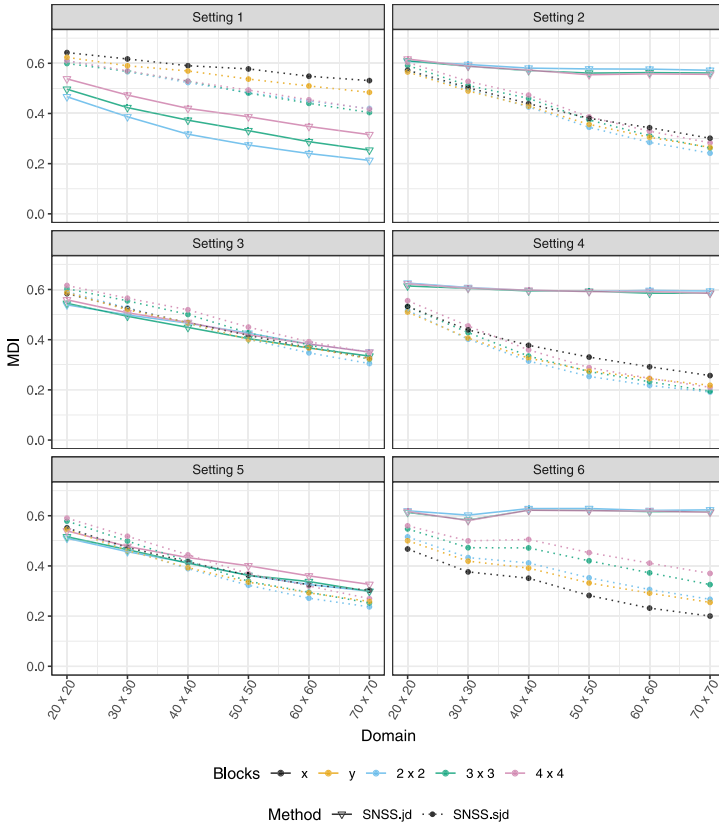 Setting 1
Setting 2
0.6
0.4
0.2
0.0
Setting 3
Setting 4
0.6
0.4
0.2
0.0
MDI
Setting 5
Setting 6
0.6
0.4
0.2
0.0
20 x 20
30 x 30
40 x 40
50 x 50
60 x 60
70 x 70
20 x 20
30 x 30
40 x 40
50 x 50
60 x 60
70 x 70
Domain
Blocks x y 2 x 2 3 x 3 4 x 4
Method SNSS.jd SNSS.sjd